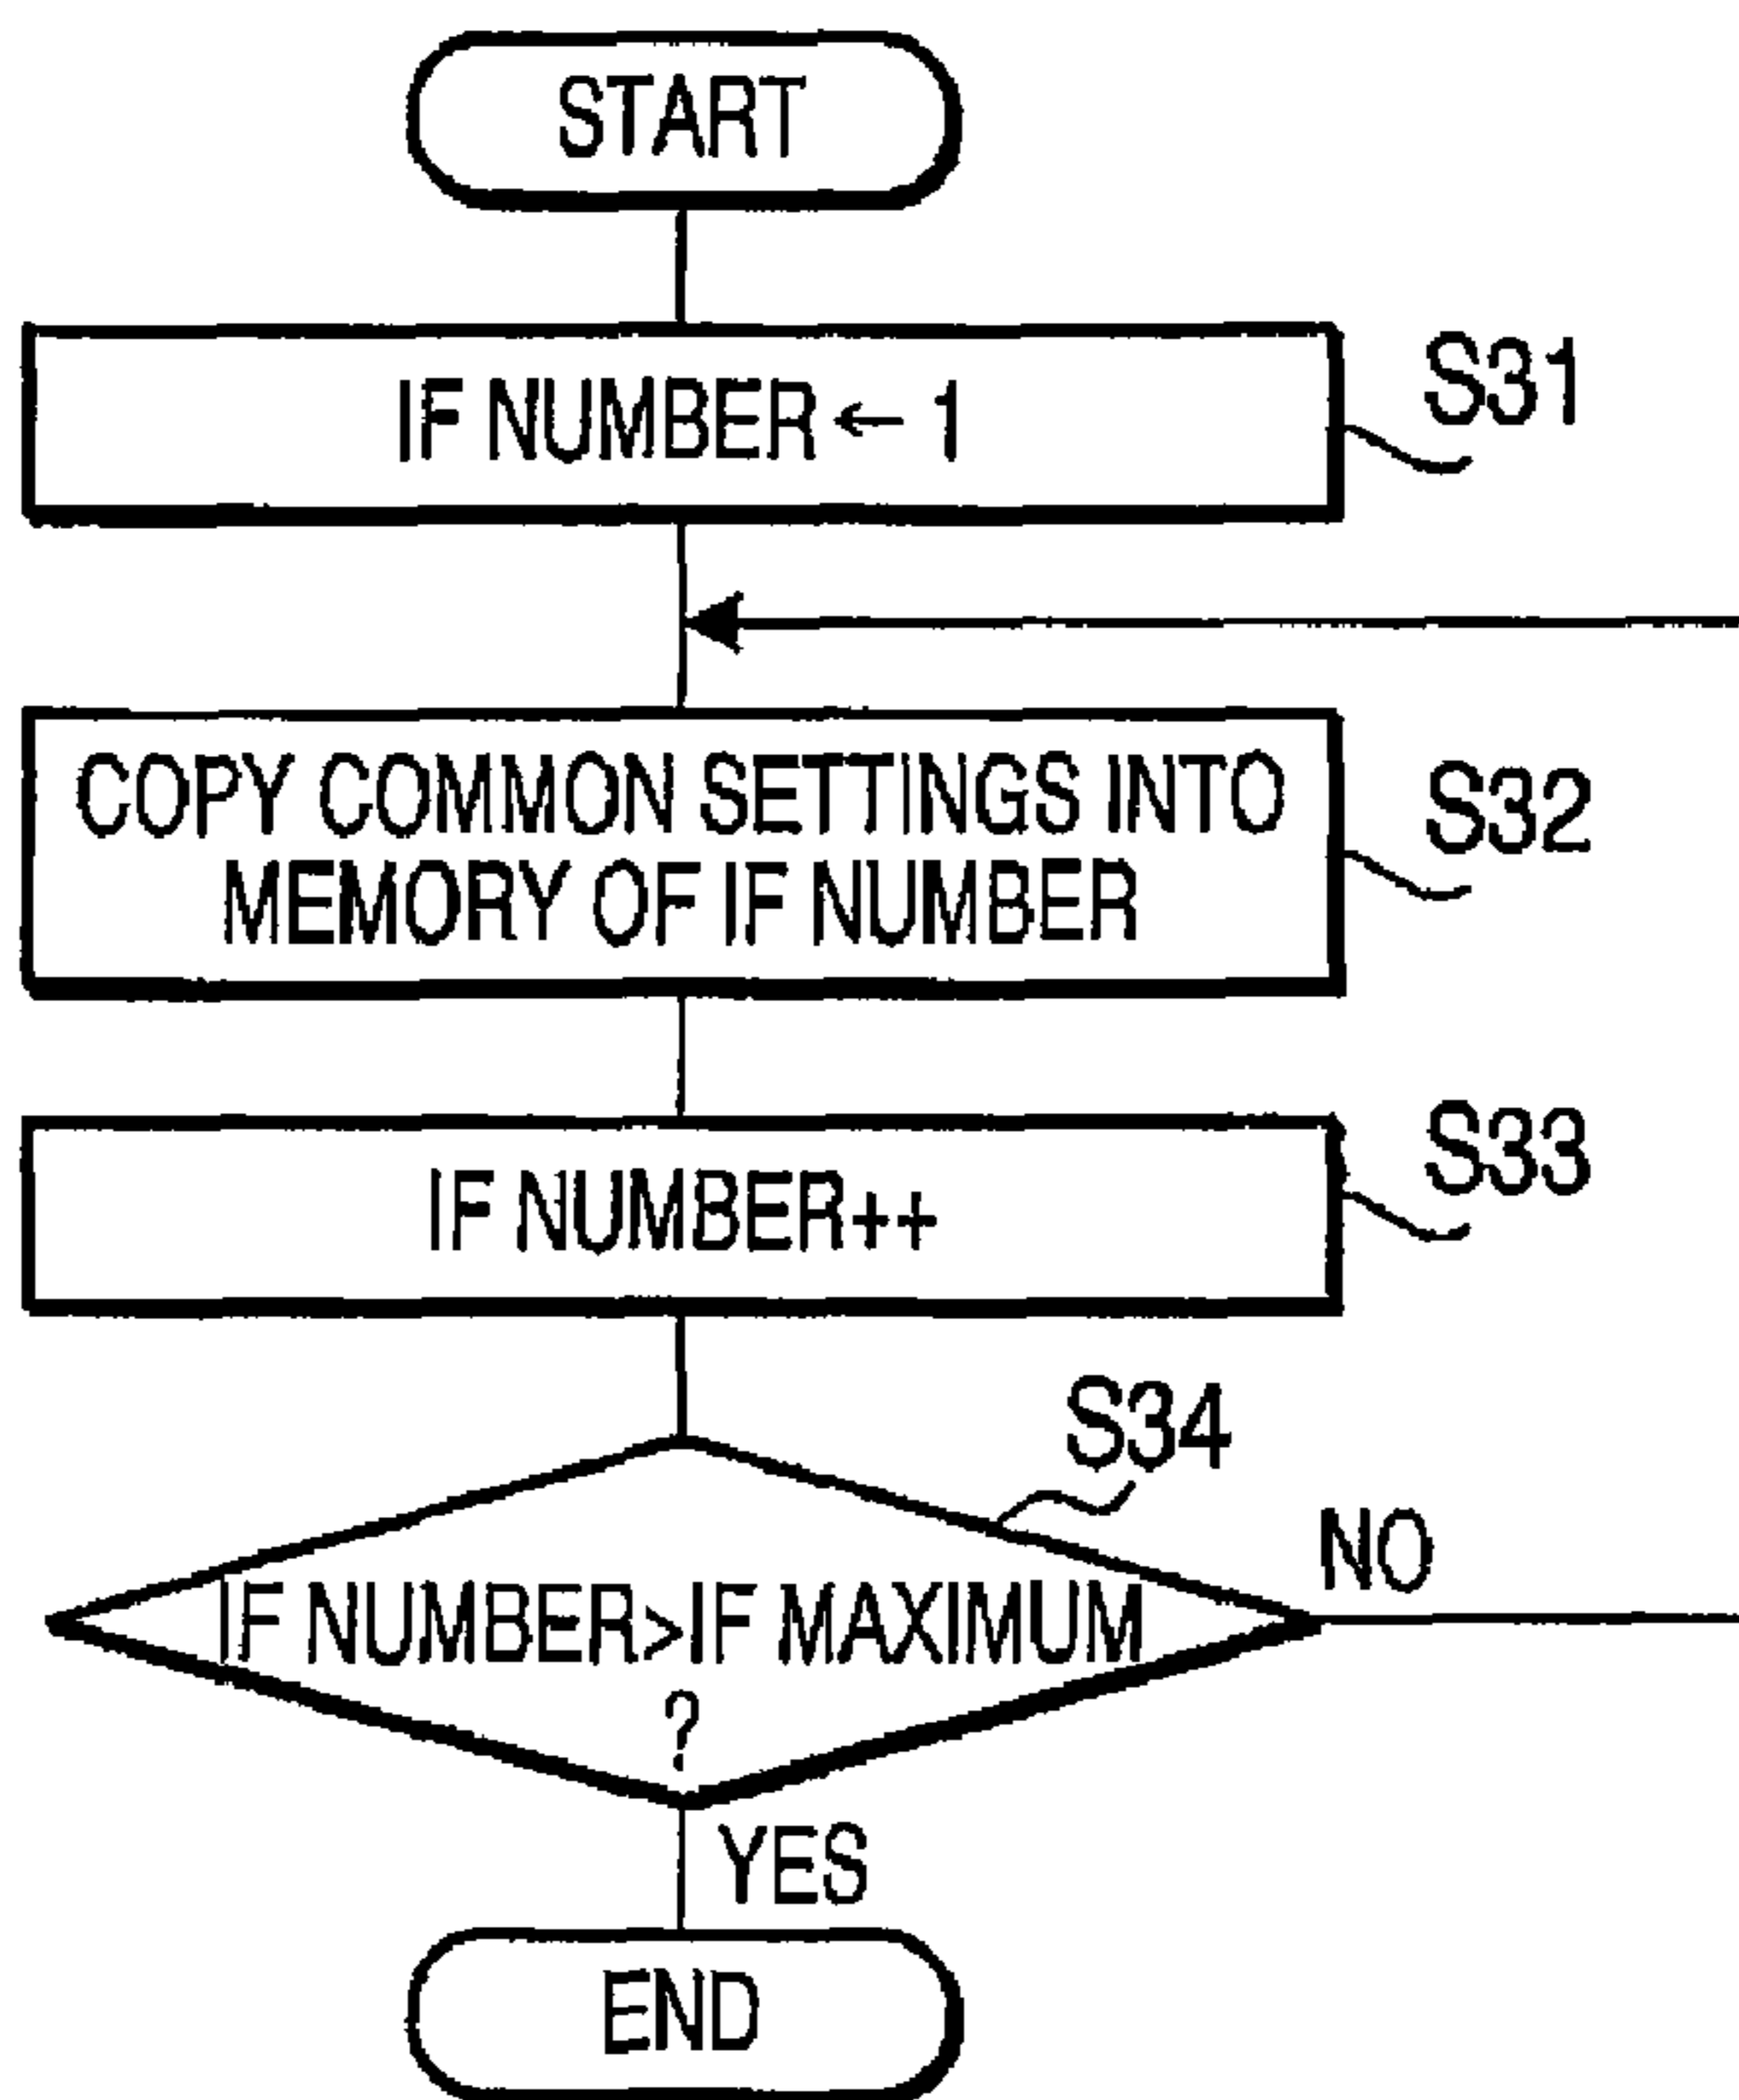 START
IF NUMBER ← 1
S31
COPY COMMON SETTINGS INTO
MEMORY OF IF NUMBER
S32
IF NUMBER++
S33
S34
IF NUMBER>IF MAXIMUM
?
NO
YES
END